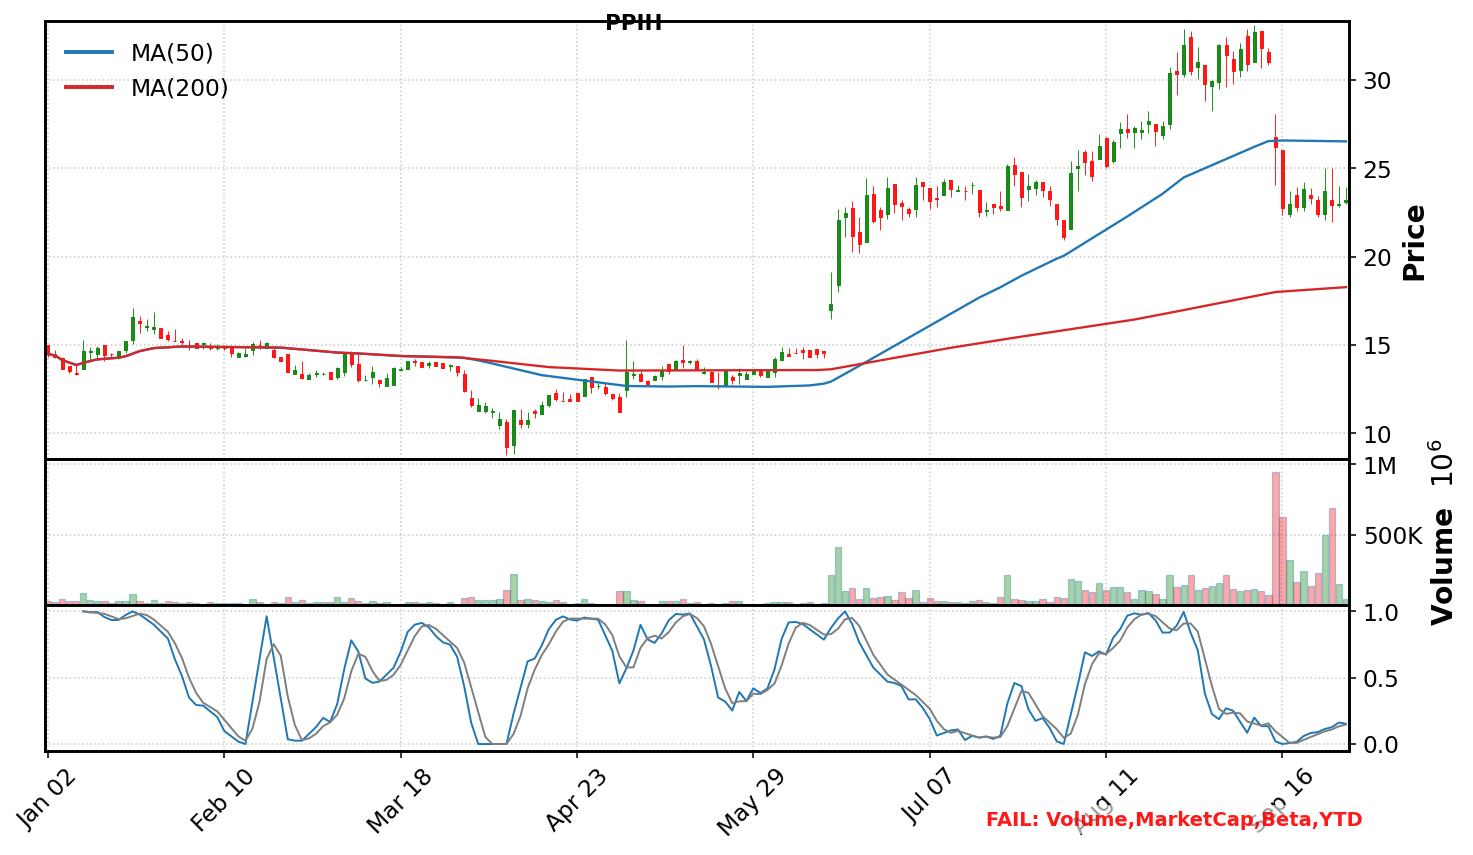 PPIH
MA(50)
MA(200)
30
25
20
15
10
Price
1M
500K
Volume 10^6
1.0
0.5
0.0
Jan 02
Feb 10
Mar 18
Apr 23
May 29
Jul 07
Aug 11
Sep 16
FAIL: Volume,MarketCap,Beta,YTD